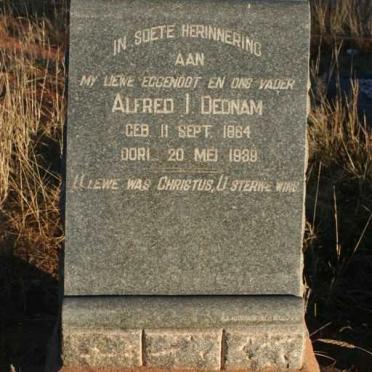 IN SOETE HERINNERING
AAN
MY LIEWE EGGENOOT EN ONS VADER
ALFRED I DEDNAM
GEB. 11 SEPT. 1864
OORL. 20 MEI 1939
U LEWE WAS CHRISTUS, U STERWE WINS